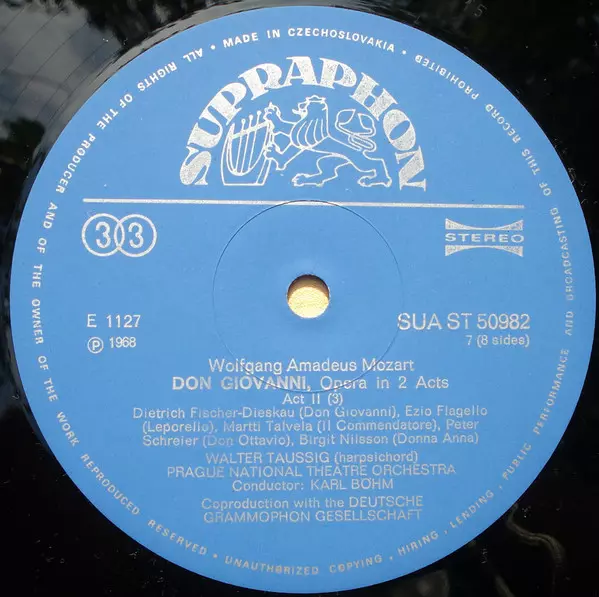 MADE IN CZECHOSLOVAKIA • ALL RIGHTS OF THE PRODUCER AND OF THE OWNER OF THE WORK REPRODUCED RESERVED • UNAUTHORIZED COPYING, HIRING, LENDING, PUBLIC PERFORMANCE AND BROADCASTING OF THIS RECORD PROHIBITED
SUPRAPHON
33
STEREO
E 1127
SUA ST 50982
℗ 1968
7 (8 sides)
Wolfgang Amadeus Mozart
DON GIOVANNI, Opera in 2 Acts
Act II (3)
Dietrich Fischer-Dieskau (Don Giovanni), Ezio Flagello
(Leporello), Martti Talvela (Il Commendatore), Peter
Schreier (Don Ottavio), Birgit Nilsson (Donna Anna)
WALTER TAUSSIG (harpsichord)
PRAGUE NATIONAL THEATRE ORCHESTRA
Conductor: KARL BÖHM
Coproduction with the DEUTSCHE
GRAMMOPHON GESELLSCHAFT